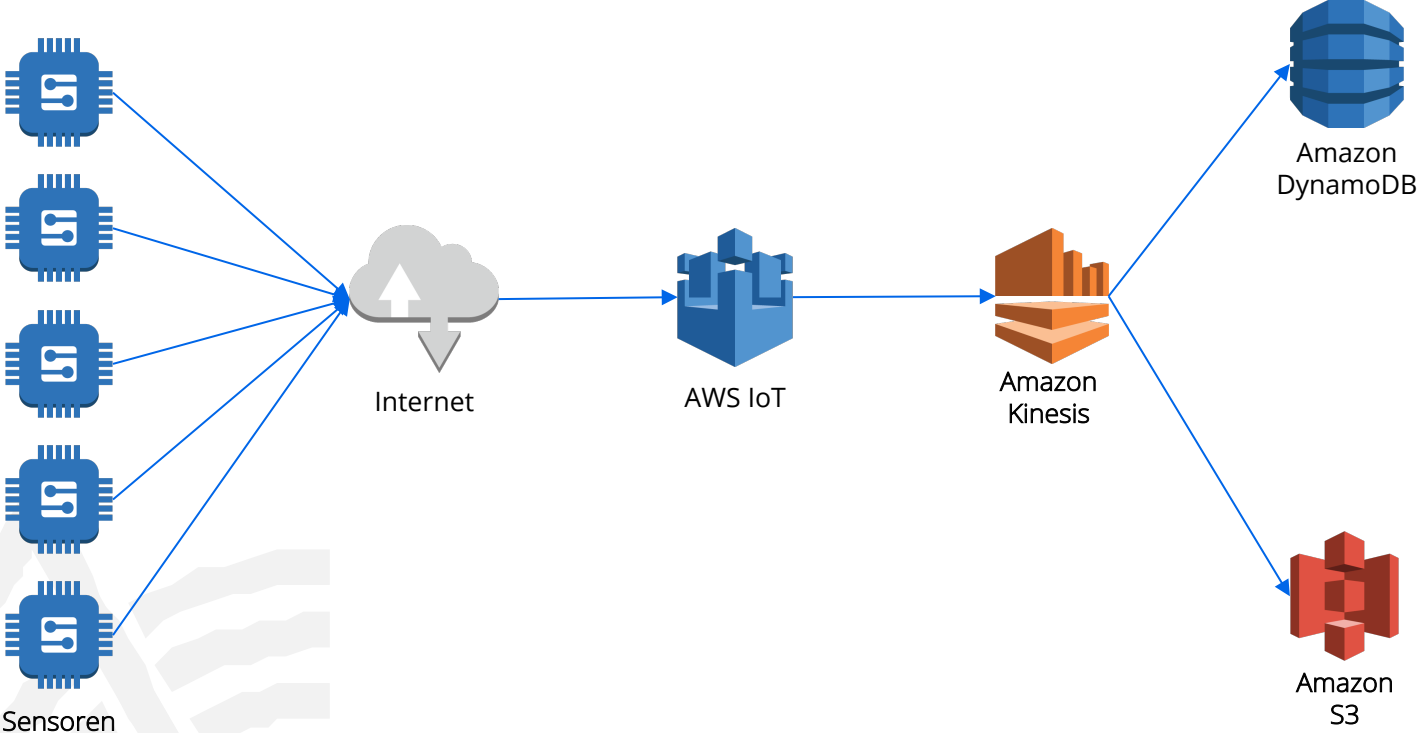 Sensoren
Internet
AWS IoT
Amazon
Kinesis
Amazon
DynamoDB
Amazon
S3